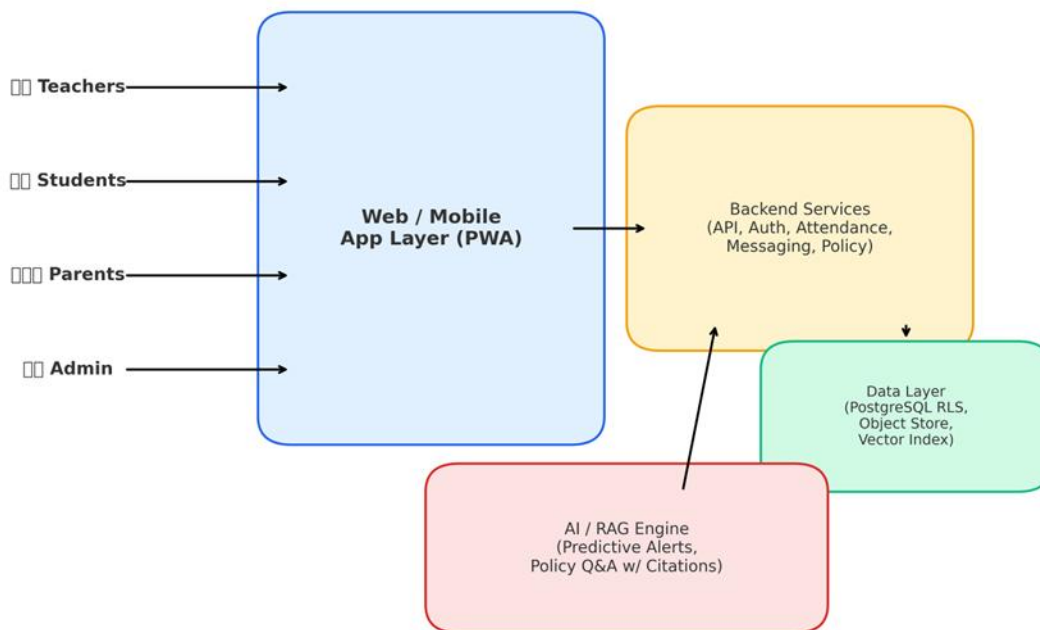 Teachers
Students
Parents
Admin
Web / Mobile
App Layer (PWA)
Backend Services
(API, Auth, Attendance,
Messaging, Policy)
Data Layer
(PostgreSQL RLS,
Object Store,
Vector Index)
AI / RAG Engine
(Predictive Alerts,
Policy Q&A w/ Citations)